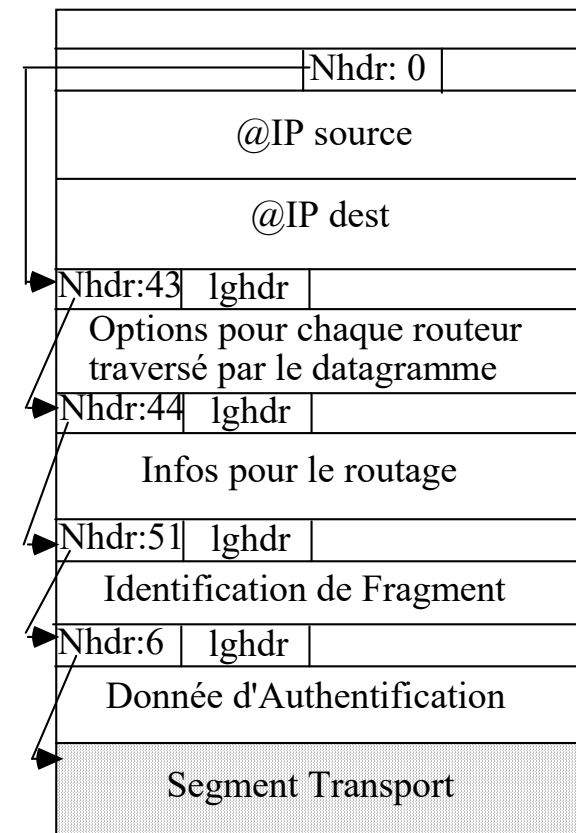 Nhdr: 0
@IP source
@IP dest
Nhdr:43 lghdr
Options pour chaque routeur
traversé par le datagramme
Nhdr:44 lghdr
Infos pour le routage
Nhdr:51 lghdr
Identification de Fragment
Nhdr:6 lghdr
Donnée d'Authentification
Segment Transport